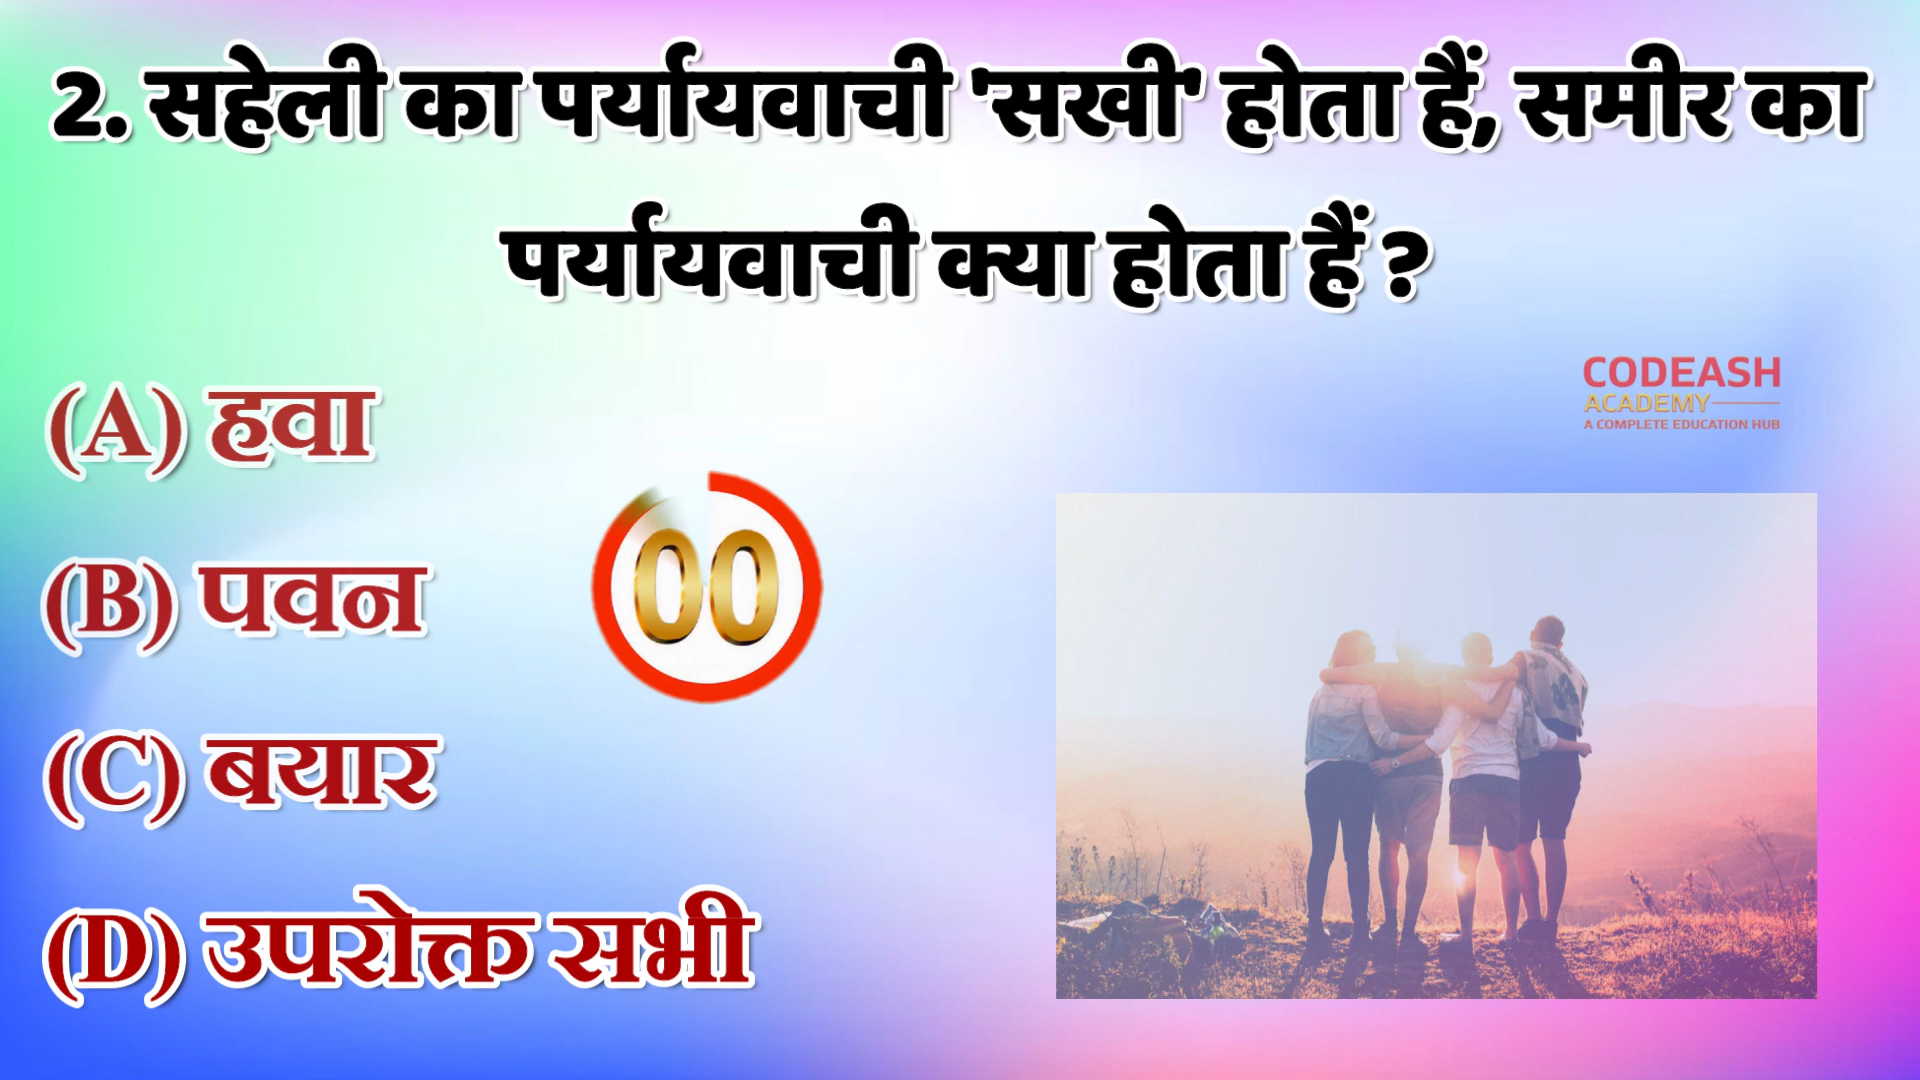 2. सहेली का पर्यायवाची 'सखी' होता हैं, समीर का
पर्यायवाची क्या होता हैं ?
(A) हवा
(B) पवन
(C) बयार
(D) उपरोक्त सभी
00
CODEASH
ACADEMY
A COMPLETE EDUCATION HUB